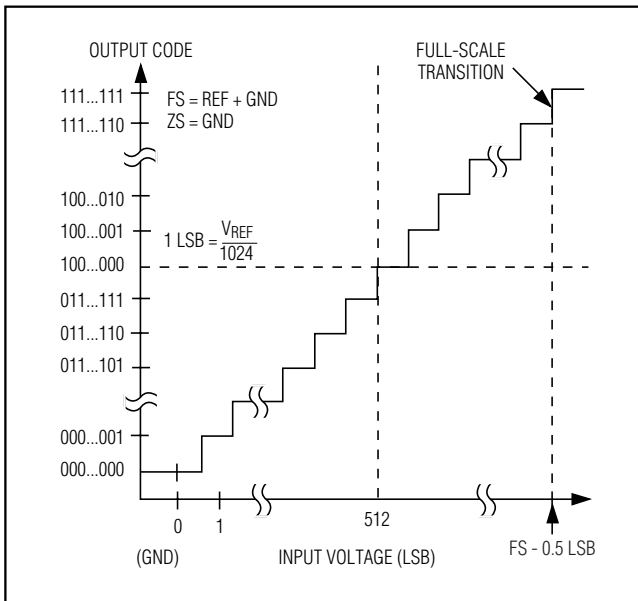 OUTPUT CODE
FULL-SCALE
TRANSITION
111...111
FS = REF + GND
111...110
ZS = GND
100...010
100...001
1 LSB = VREF
1024
100...000
011...111
011...110
011...101
000...001
000...000
0
1
512
(GND)
INPUT VOLTAGE (LSB)
FS - 0.5 LSB